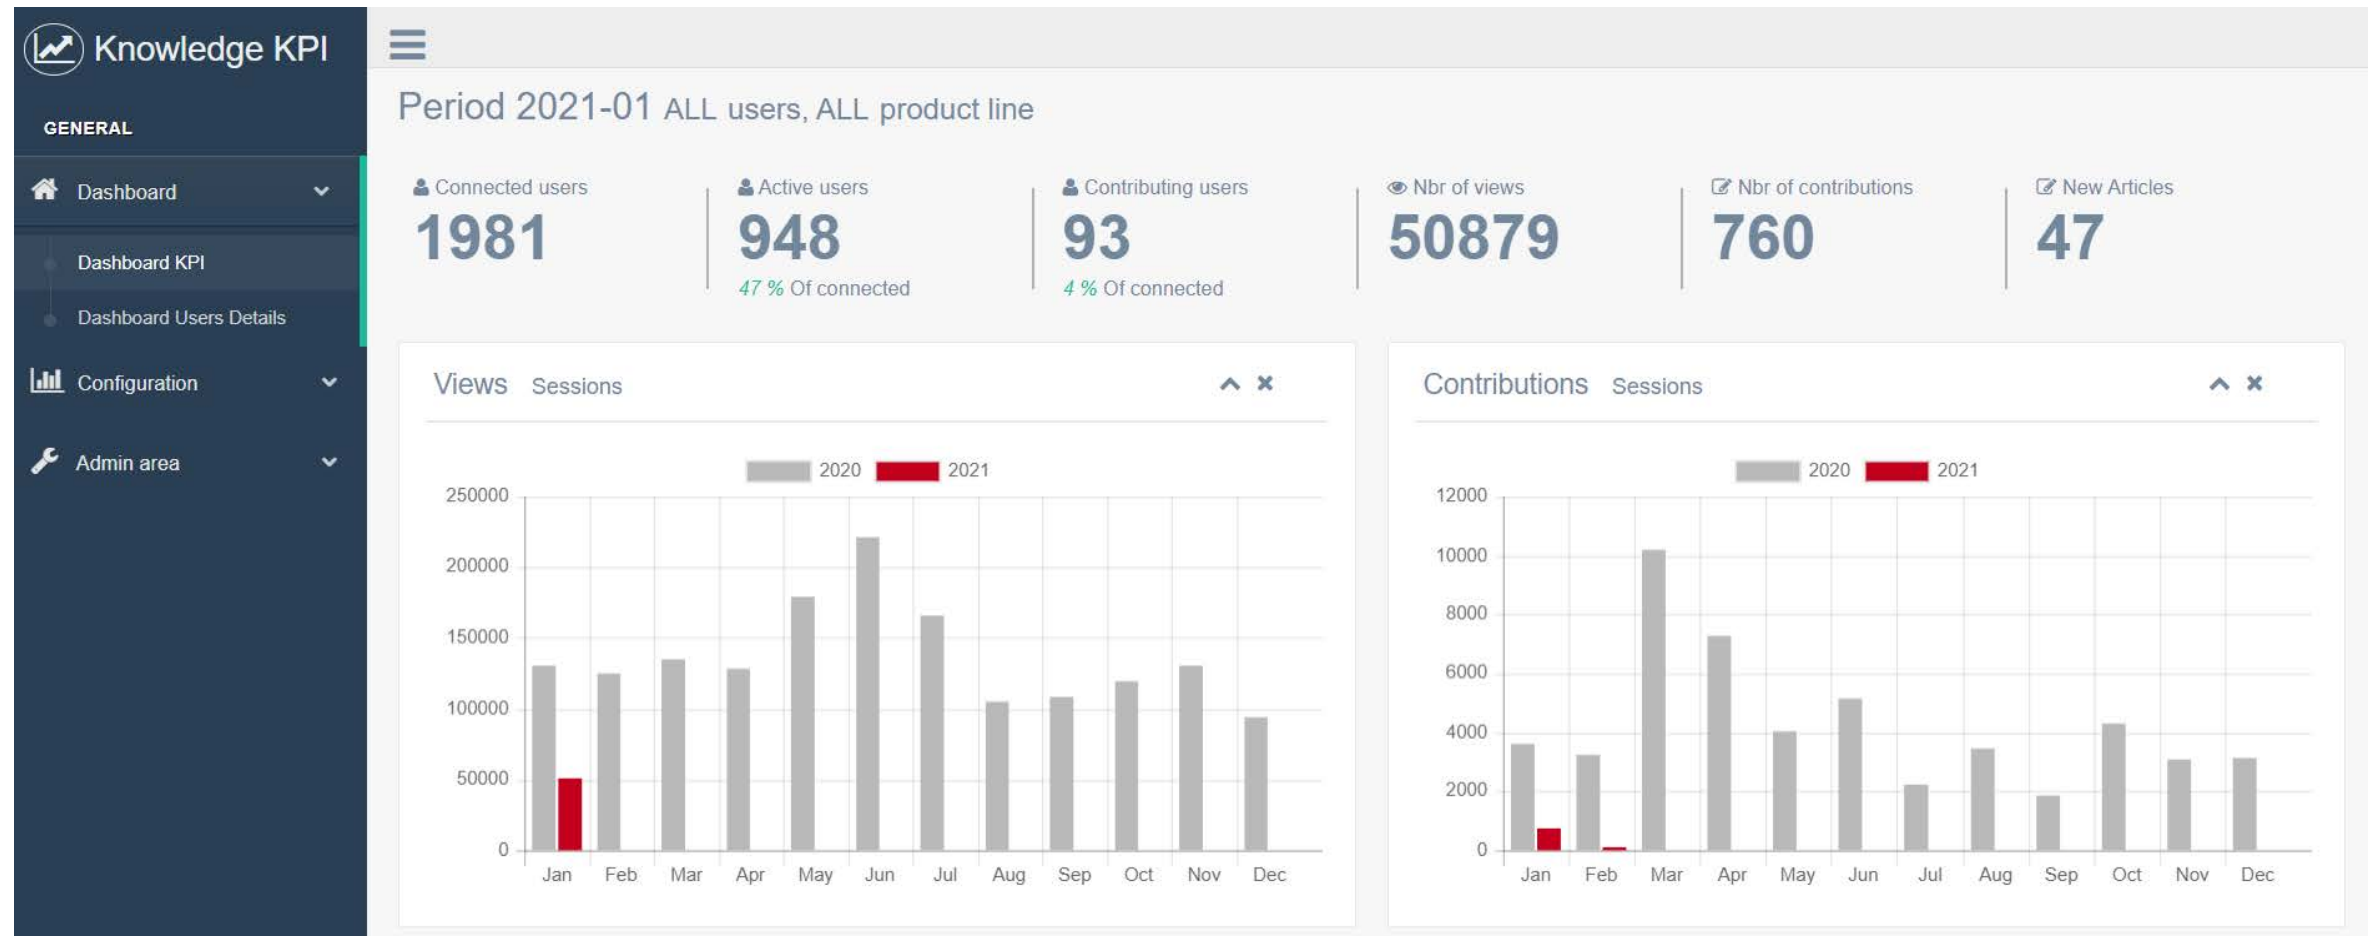 Knowledge KPI
GENERAL
Dashboard
Dashboard KPI
Dashboard Users Details
Configuration
Admin area
Period 2021-01 ALL users, ALL product line
Connected users
1981
Active users
948
47 % Of connected
Contributing users
93
4 % Of connected
Nbr of views
50879
Nbr of contributions
760
New Articles
47
Views Sessions
2020 2021
250000
200000
150000
100000
50000
0
Jan Feb Mar Apr May Jun Jul Aug Sep Oct Nov Dec
Contributions Sessions
2020 2021
12000
10000
8000
6000
4000
2000
0
Jan Feb Mar Apr May Jun Jul Aug Sep Oct Nov Dec